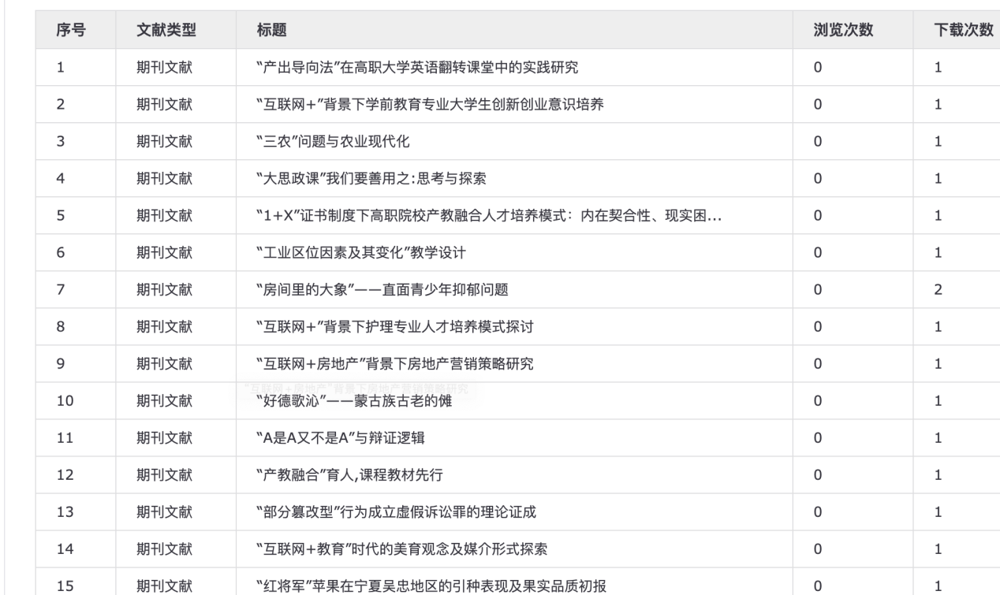 序号 文献类型 标题 浏览次数 下载次数
1 期刊文献 “产出导向法”在高职大学英语翻转课堂中的实践研究 0 1
2 期刊文献 “互联网+”背景下学前教育专业大学生创新创业意识培养 0 1
3 期刊文献 “三农”问题与农业现代化 0 1
4 期刊文献 “大思政课”我们要善用之:思考与探索 0 1
5 期刊文献 “1+X”证书制度下高职院校产教融合人才培养模式：内在契合性、现实困... 0 1
6 期刊文献 “工业区位因素及其变化”教学设计 0 1
7 期刊文献 “房间里的大象”——直面青少年抑郁问题 0 2
8 期刊文献 “互联网+”背景下护理专业人才培养模式探讨 0 1
9 期刊文献 “互联网+房地产”背景下房地产营销策略研究 0 1
“互联网+房地产”背景下房地产营销策略研究
10 期刊文献 “好德歌沁”——蒙古族古老的傩 0 1
11 期刊文献 “A是A又不是A”与辩证逻辑 0 1
12 期刊文献 “产教融合”育人,课程教材先行 0 1
13 期刊文献 “部分篡改型”行为成立虚假诉讼罪的理论证成 0 1
14 期刊文献 “互联网+教育”时代的美育观念及媒介形式探索 0 1
15 期刊文献 “红将军”苹果在宁夏吴忠地区的引种表现及果实品质初报 0 1